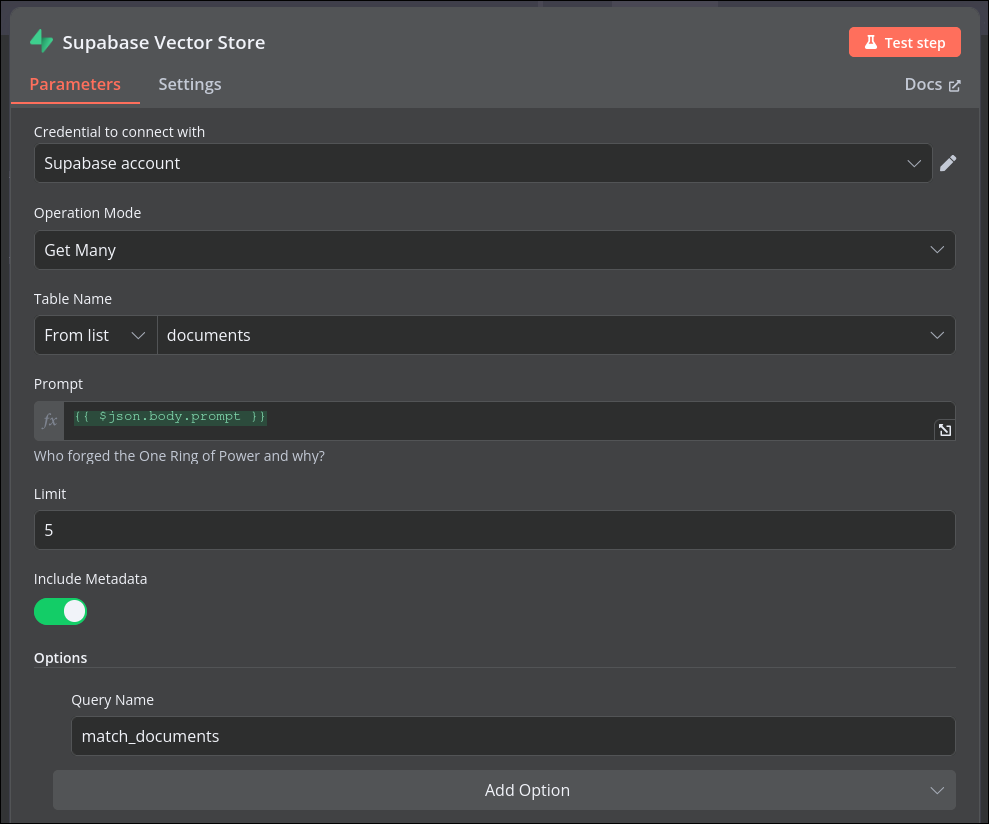 Supabase Vector Store
Test step
Parameters
Settings
Docs
Credential to connect with
Supabase account
Operation Mode
Get Many
Table Name
From list
documents
Prompt
fx
{{ $json.body.prompt }}
Who forged the One Ring of Power and why?
Limit
5
Include Metadata
Options
Query Name
match_documents
Add Option